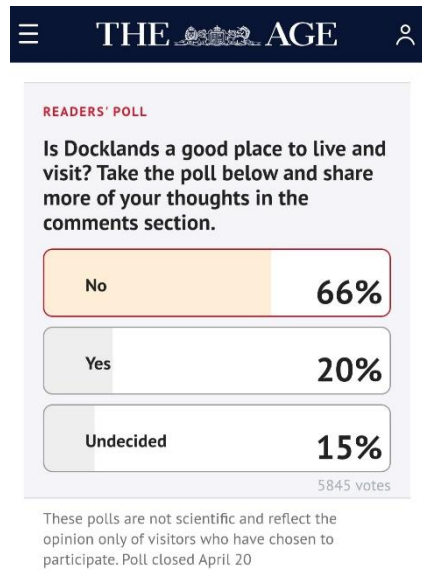 THE AGE
READERS' POLL
Is Docklands a good place to live and
visit? Take the poll below and share
more of your thoughts in the
comments section.
No 66%
Yes 20%
Undecided 15%
5845 votes
These polls are not scientific and reflect the
opinion only of visitors who have chosen to
participate. Poll closed April 20